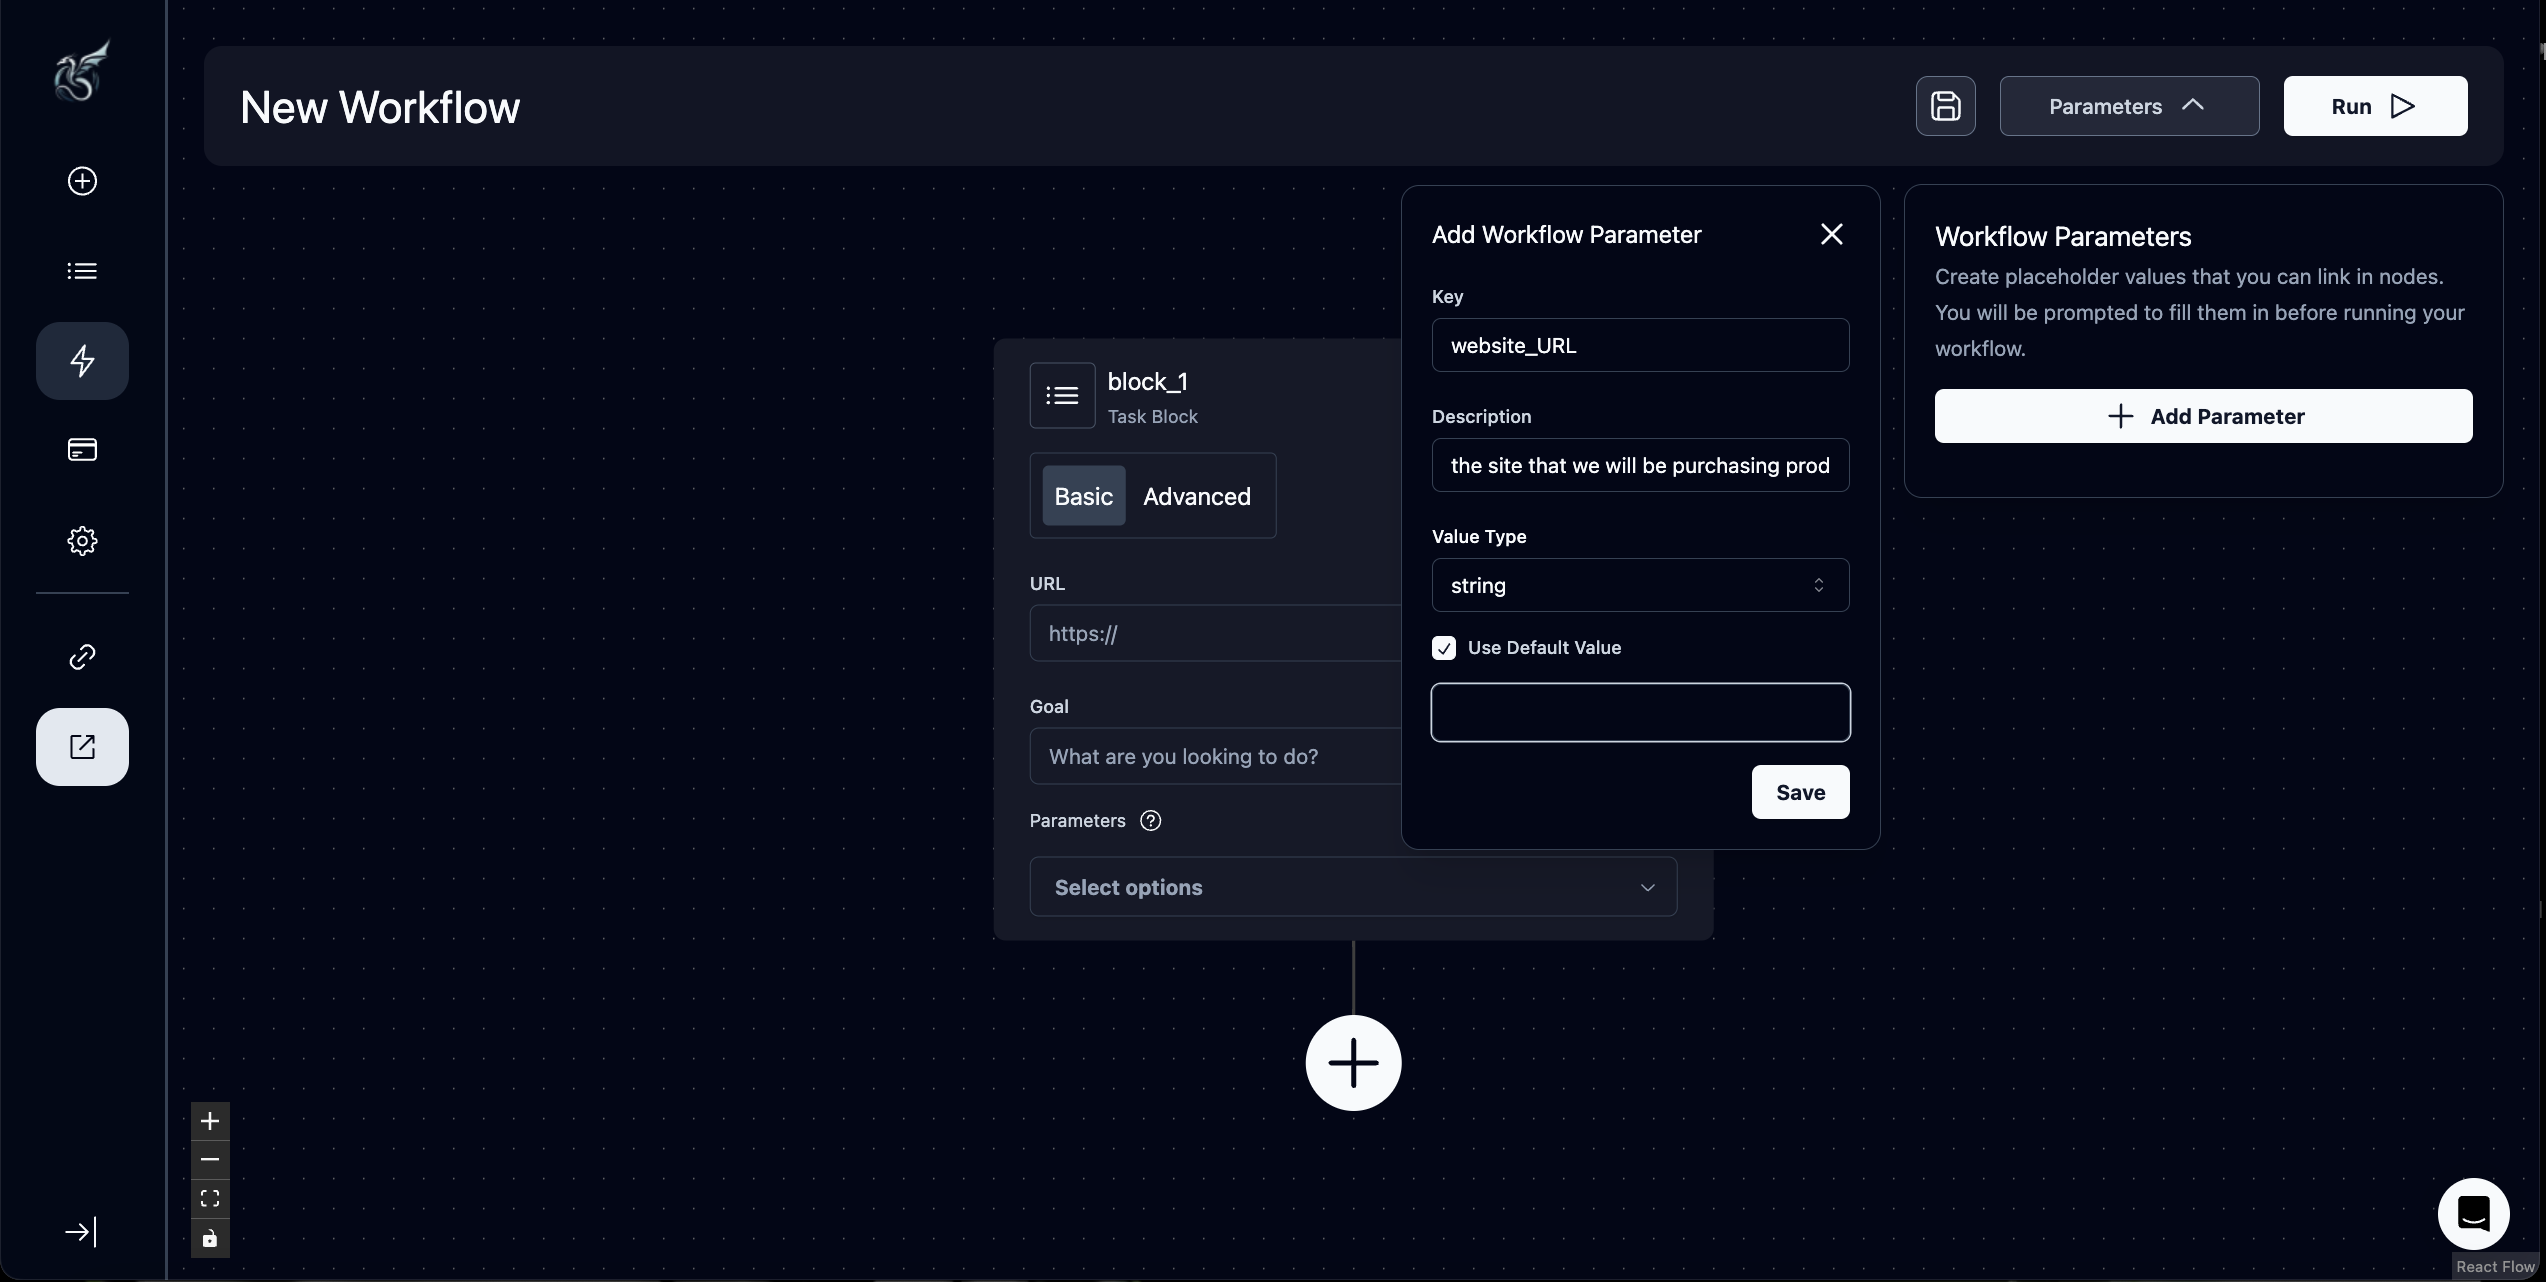 New Workflow
Parameters
Run
Add Workflow Parameter
Key
website_URL
Description
the site that we will be purchasing prod
Value Type
string
Use Default Value
Save
Workflow Parameters
Create placeholder values that you can link in nodes.
You will be prompted to fill them in before running your
workflow.
Add Parameter
block_1
Task Block
Basic
Advanced
URL
https://
Goal
What are you looking to do?
Parameters
Select options
React Flow